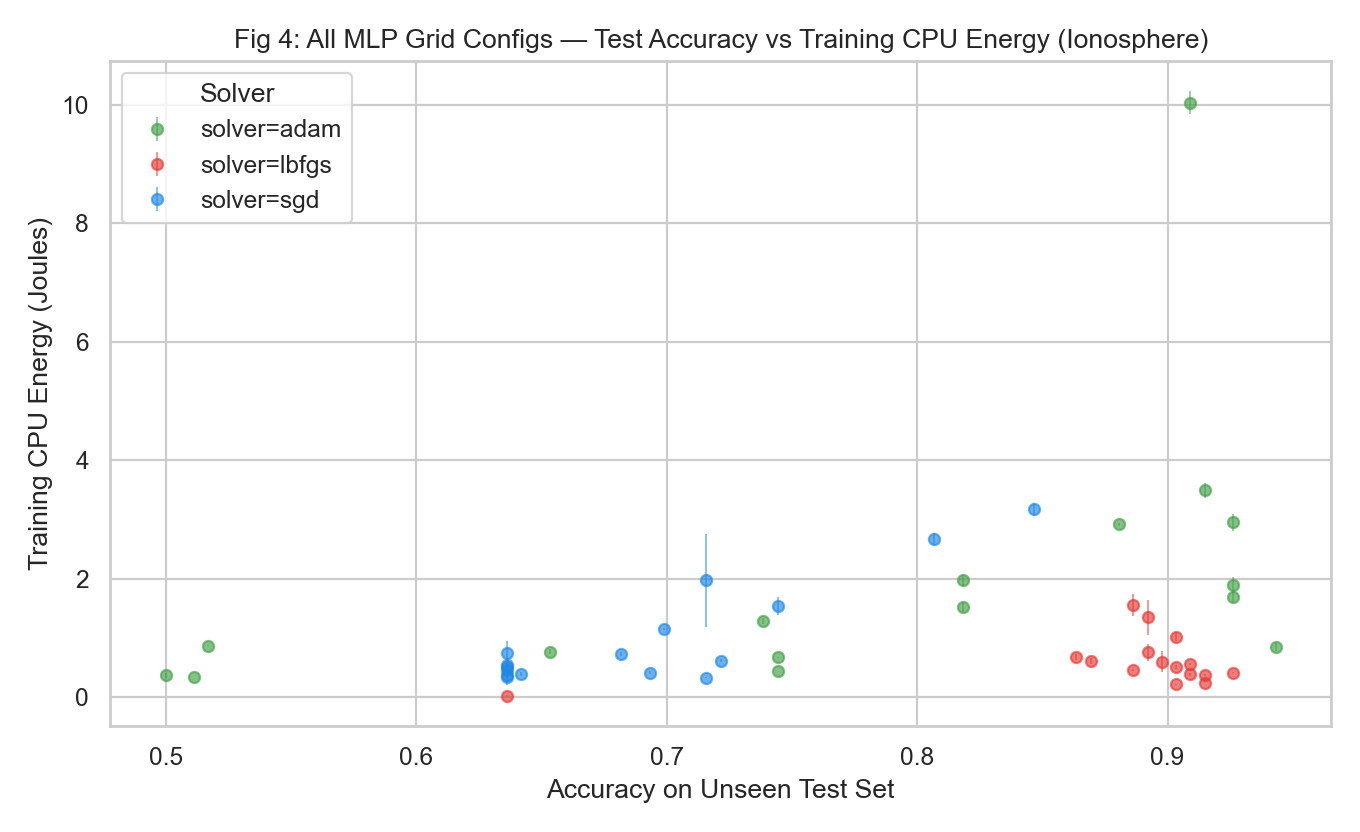 Fig 4: All MLP Grid Configs — Test Accuracy vs Training CPU Energy (Ionosphere)
Solver
solver=adam
solver=lbfgs
solver=sgd
Training CPU Energy (Joules)
10
8
6
4
2
0
0.5 0.6 0.7 0.8 0.9
Accuracy on Unseen Test Set